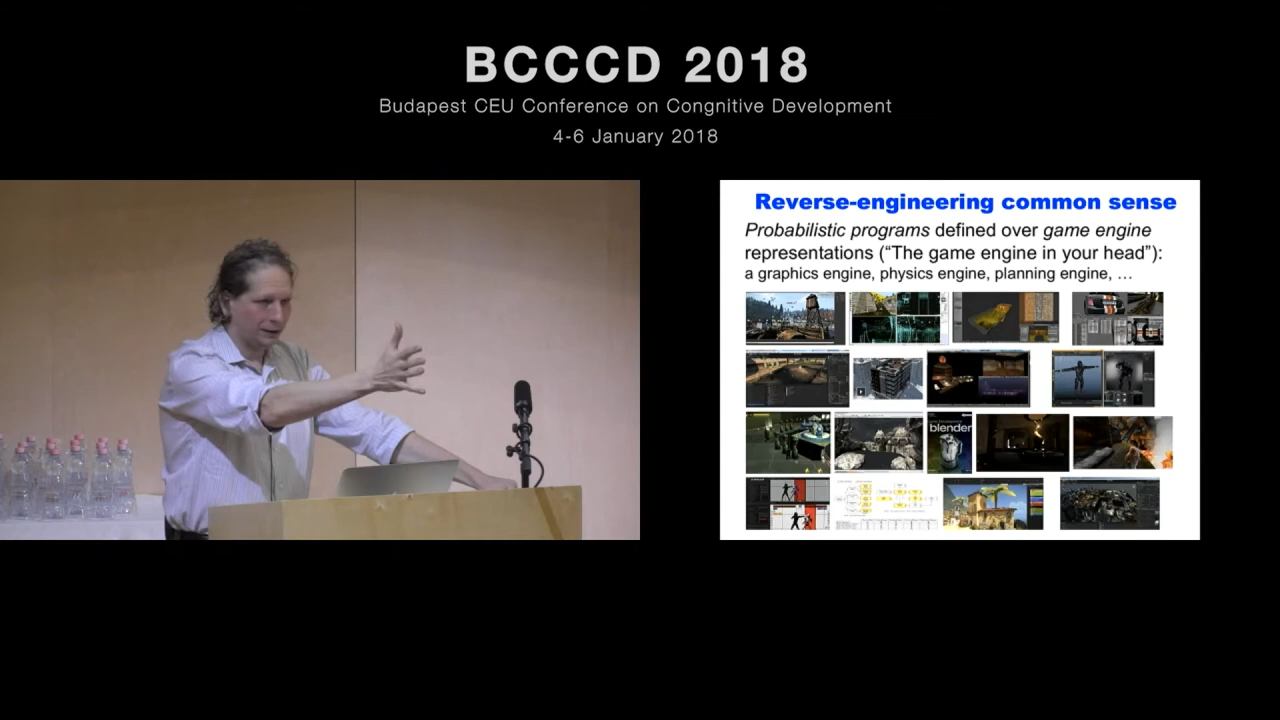 BCCCD 2018
Budapest CEU Conference on Congnitive Development
4-6 January 2018
Reverse-engineering common sense
Probabilistic programs defined over game engine
representations (“The game engine in your head”):
a graphics engine, physics engine, planning engine, …
blender